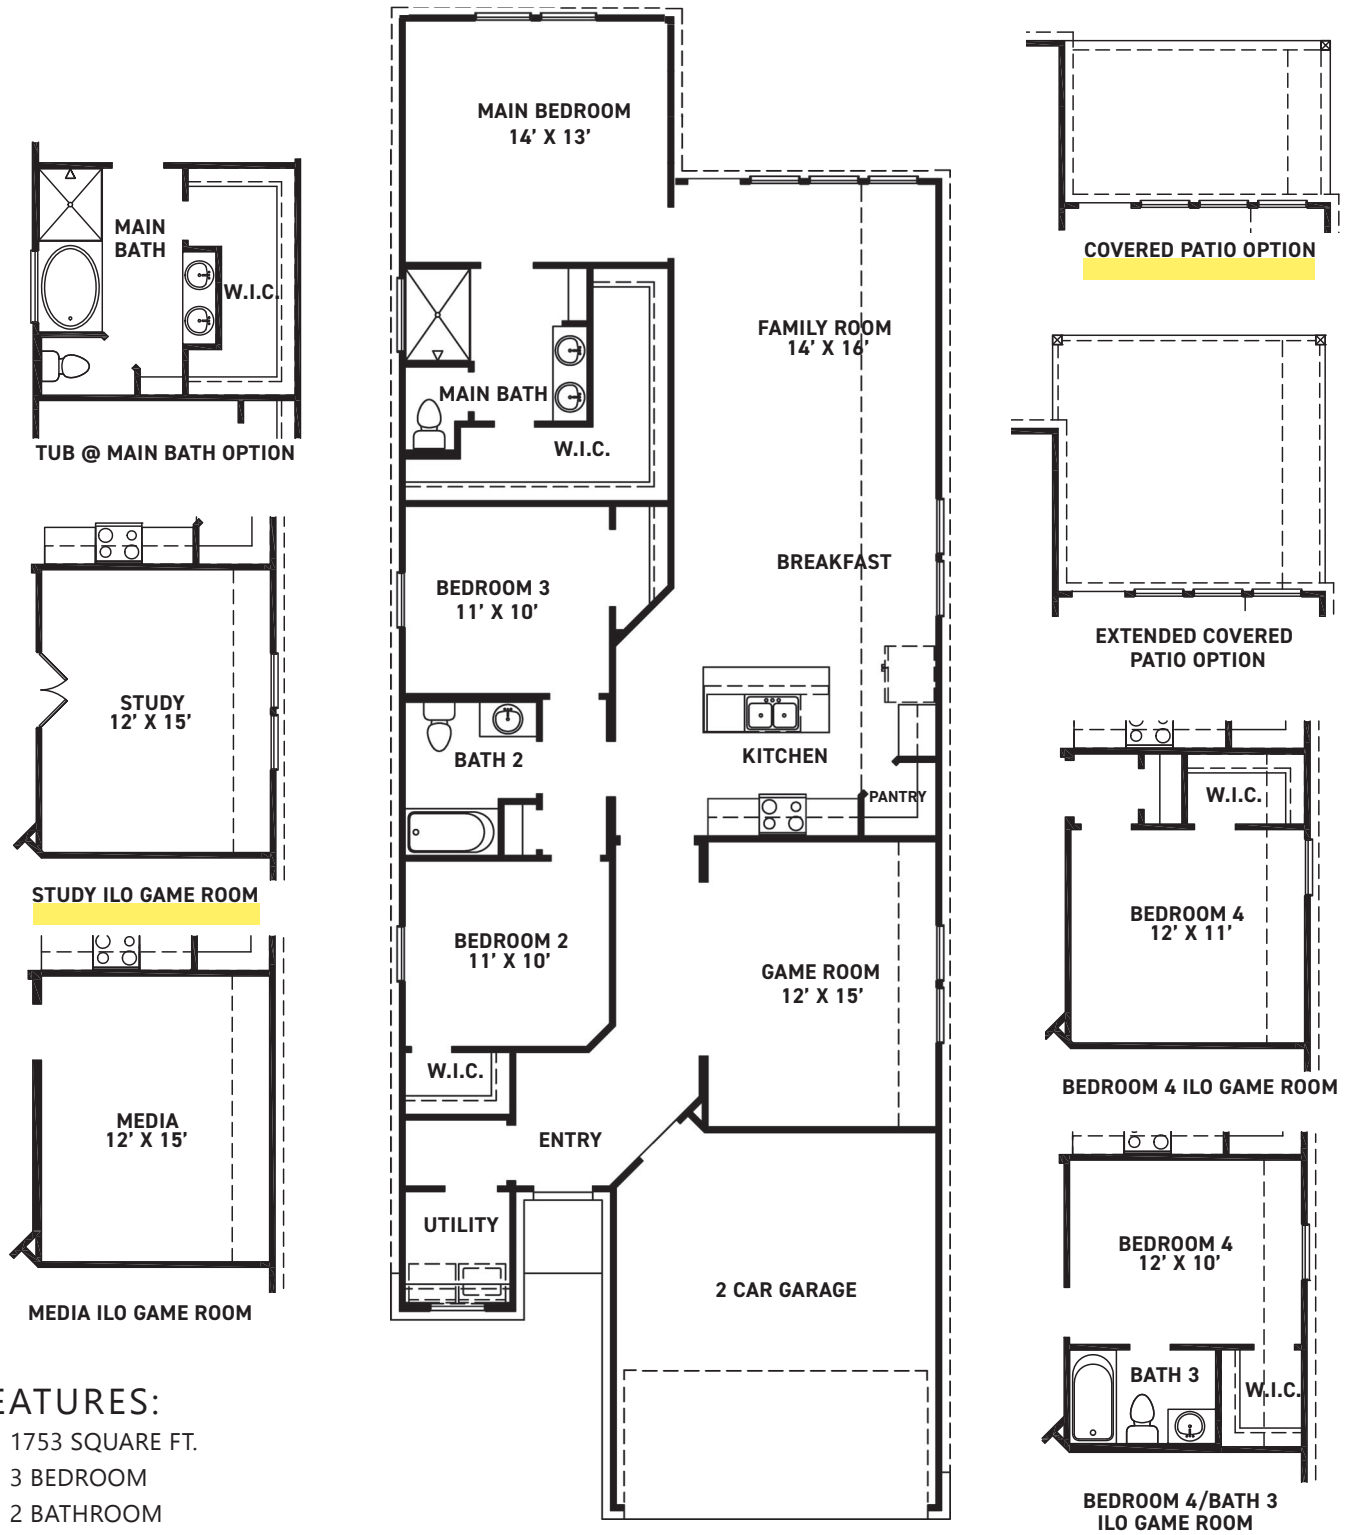 MAIN BEDROOM
14' X 13'
MAIN
BATH
W.I.C.
TUB @ MAIN BATH OPTION
COVERED PATIO OPTION
FAMILY ROOM
14' X 16'
MAIN BATH
W.I.C.
BREAKFAST
BEDROOM 3
11' X 10'
EXTENDED COVERED
PATIO OPTION
STUDY
12' X 15'
STUDY ILO GAME ROOM
BATH 2
KITCHEN
PANTRY
W.I.C.
BEDROOM 4
12' X 11'
BEDROOM 4 ILO GAME ROOM
BEDROOM 2
11' X 10'
GAME ROOM
12' X 15'
W.I.C.
MEDIA
12' X 15'
MEDIA ILO GAME ROOM
ENTRY
UTILITY
2 CAR GARAGE
BEDROOM 4
12' X 10'
BATH 3
W.I.C.
BEDROOM 4/BATH 3
ILO GAME ROOM
EATURES:
1753 SQUARE FT.
3 BEDROOM
2 BATHROOM